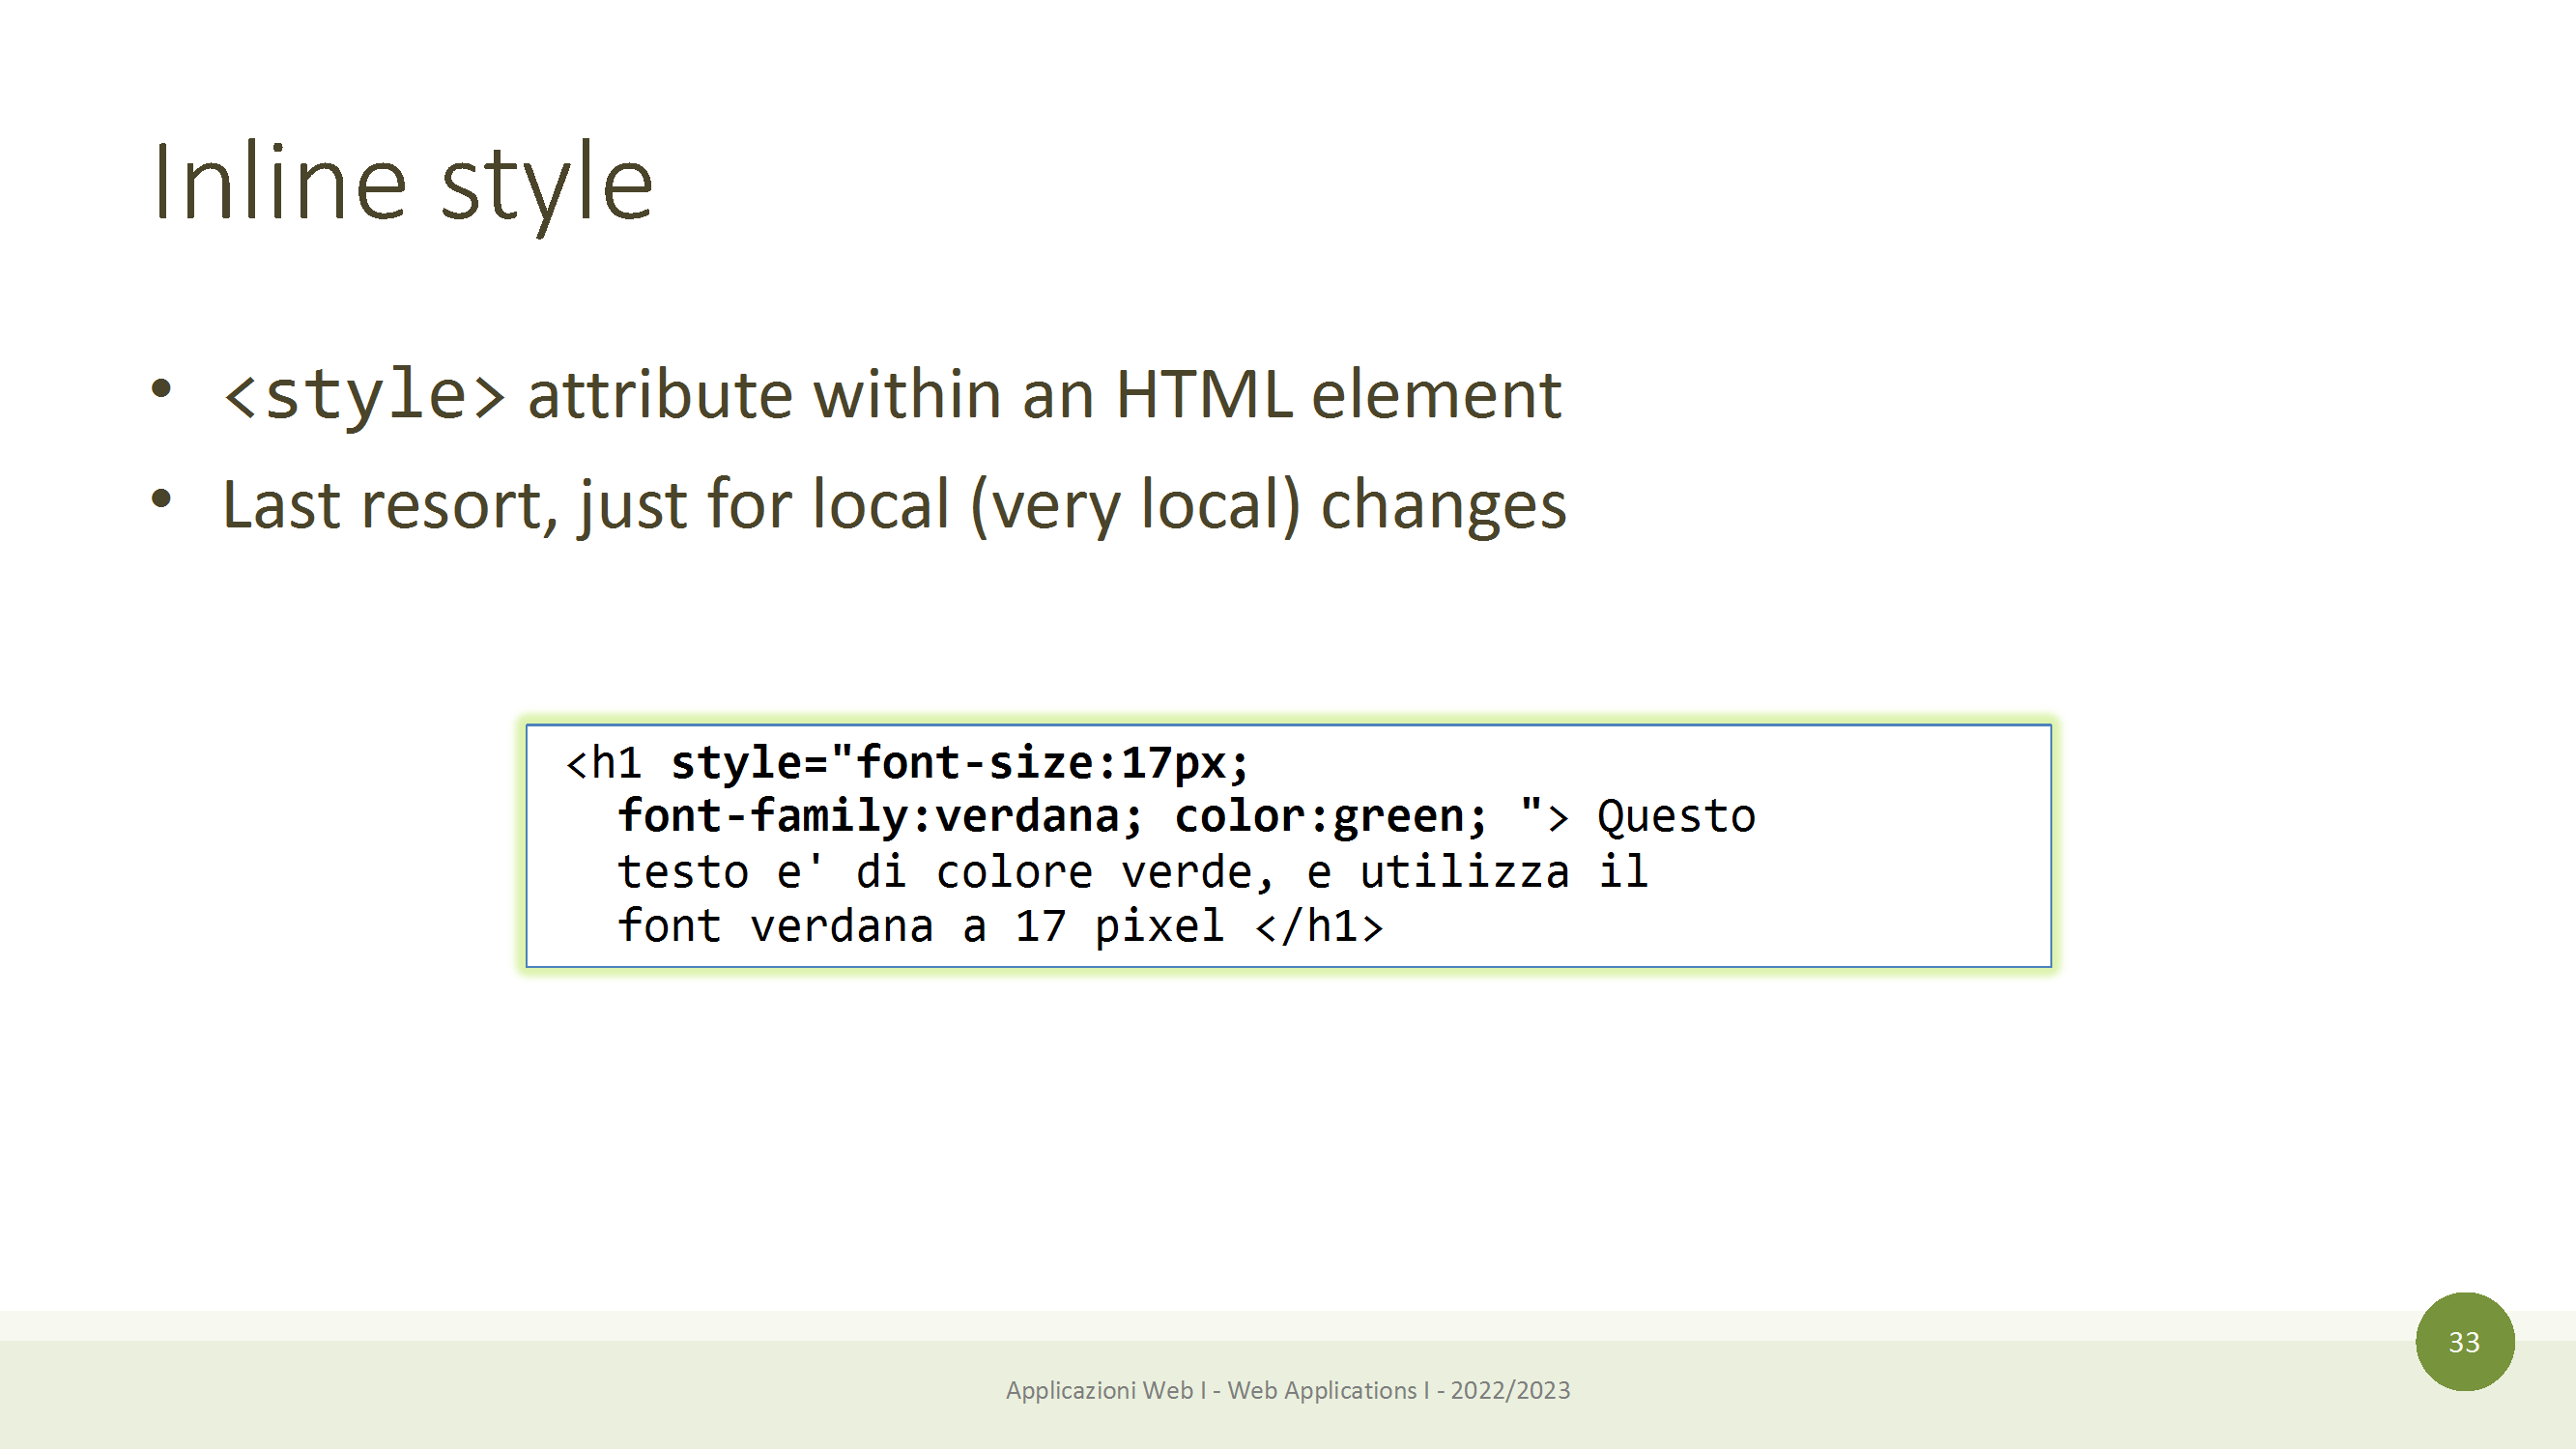 Inline style
• <style> attribute within an HTML element
• Last resort, just for local (very local) changes
<h1 style="font-size:17px;
font-family:verdana; color:green; "> Questo
testo e' di colore verde, e utilizza il
font verdana a 17 pixel </h1>
33
Applicazioni Web I - Web Applications I - 2022/2023